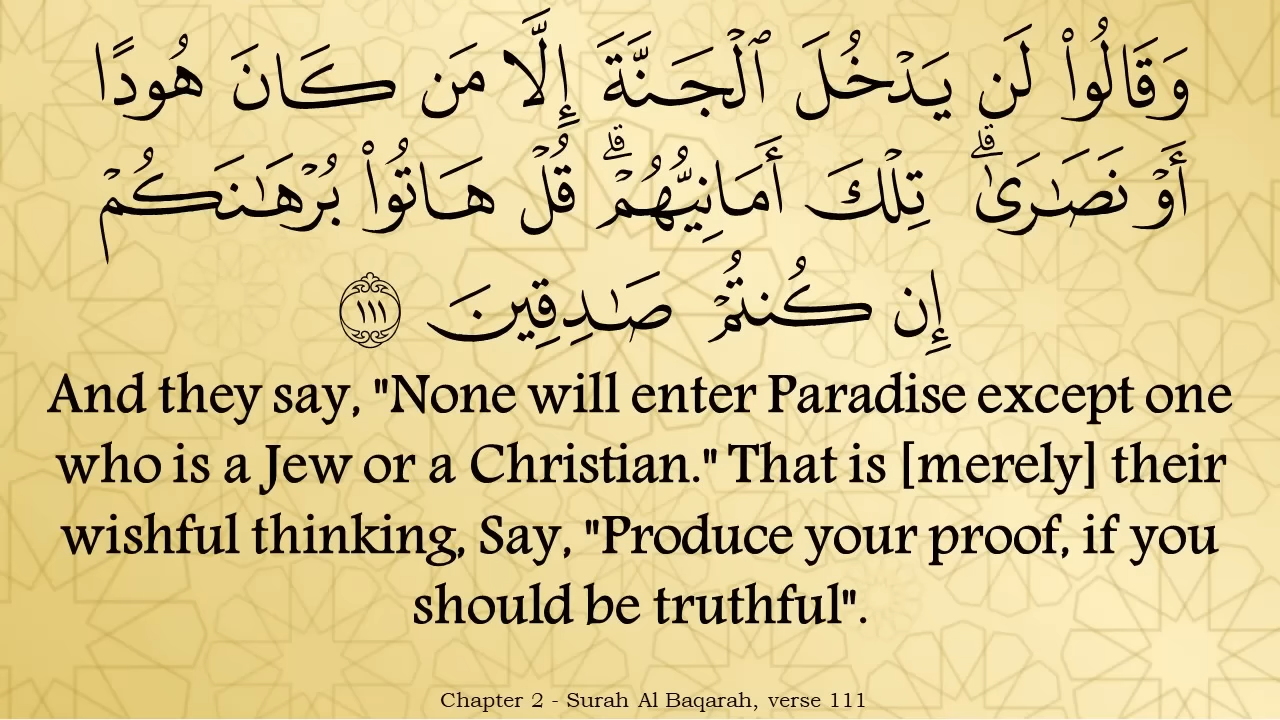 وَقَالُوا۟ لَن يَدْخُلَ ٱلْجَنَّةَ إِلَّا مَن كَانَ هُودًا
أَوْ نَصَـٰرَىٰ ۗ تِلْكَ أَمَانِيُّهُمْ ۗ قُلْ هَاتُوا۟ بُرْهَـٰنَكُمْ
إِن كُنتُمْ صَـٰدِقِينَ ١١١
And they say, "None will enter Paradise except one
who is a Jew or a Christian." That is [merely] their
wishful thinking, Say, "Produce your proof, if you
should be truthful".
Chapter 2 - Surah Al Baqarah, verse 111